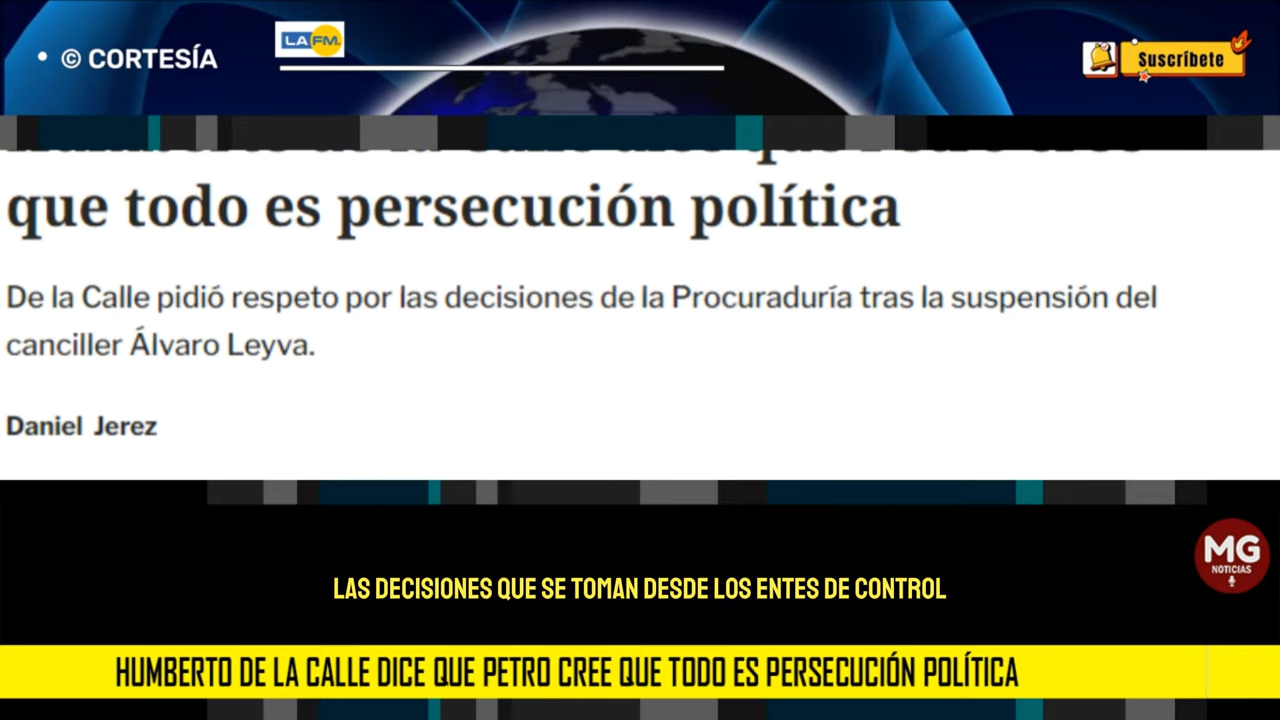 • © CORTESÍA
LA FM.
Suscríbete
que todo es persecución política
De la Calle pidió respeto por las decisiones de la Procuraduría tras la suspensión del
canciller Álvaro Leyva.
Daniel Jerez
MG
NOTICIAS
LAS DECISIONES QUE SE TOMAN DESDE LOS ENTES DE CONTROL
HUMBERTO DE LA CALLE DICE QUE PETRO CREE QUE TODO ES PERSECUCIÓN POLÍTICA